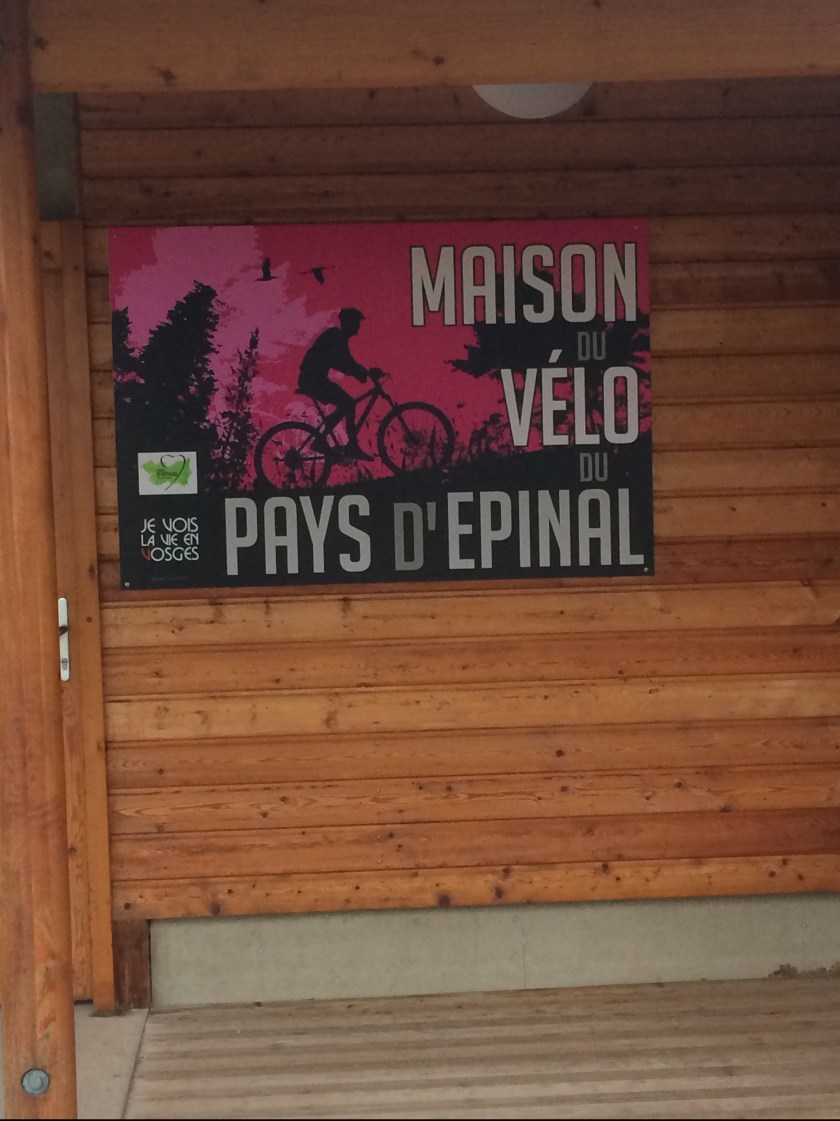 MAISON
DU
VÉLO
DU
PAYS D'EPINAL
JE VOIS
LA VIE EN
VOSGES